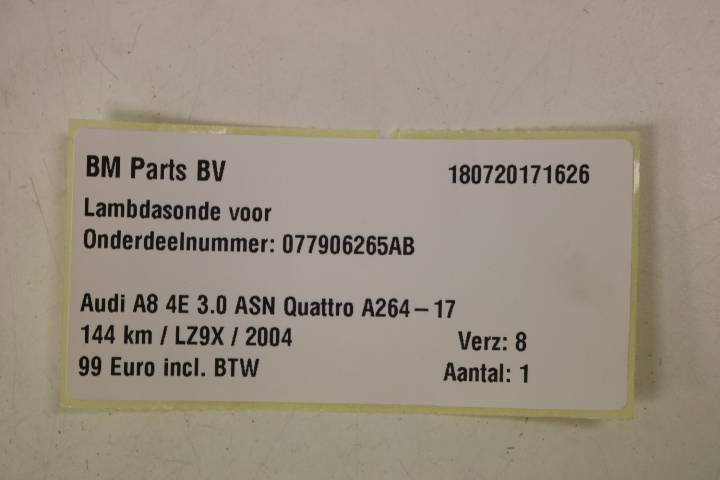 BM Parts BV 180720171626
Lambdasonde voor
Onderdeelnummer: 077906265AB
Audi A8 4E 3.0 ASN Quattro A264-17
144 km / LZ9X / 2004 Verz: 8
99 Euro incl. BTW Aantal: 1